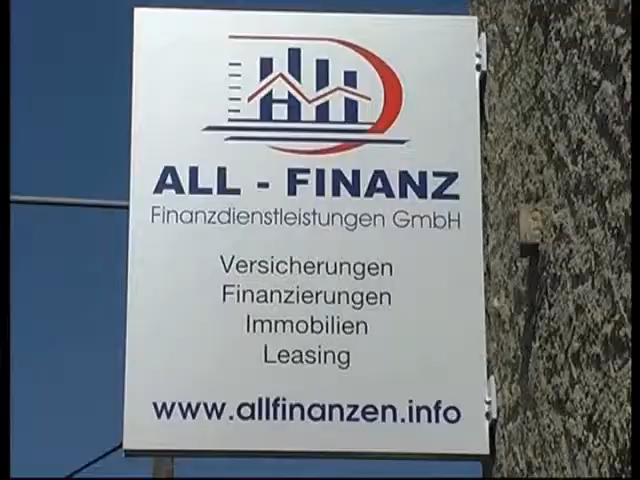 ALL - FINANZ
Finanzdienstleistungen GmbH
Versicherungen
Finanzierungen
Immobilien
Leasing
www.allfinanzen.info